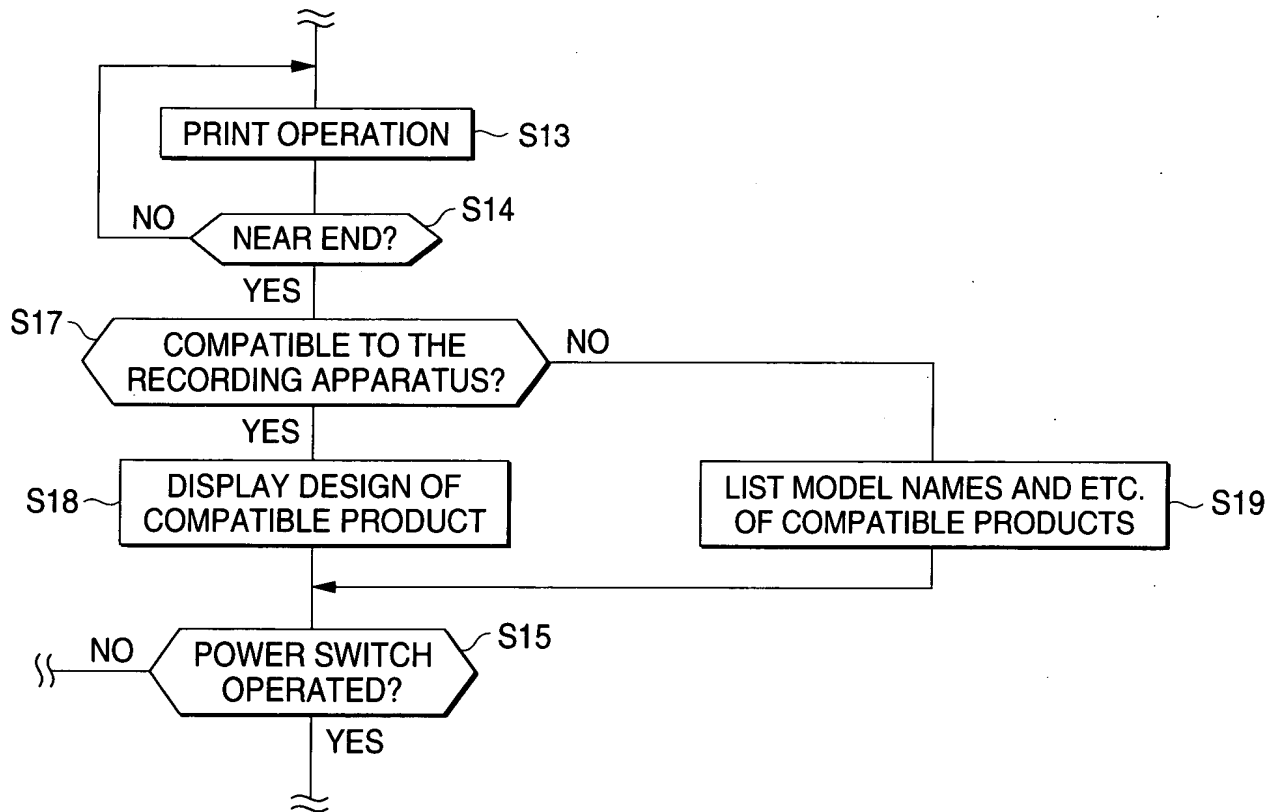 PRINT OPERATION
S13
NO
NEAR END?
S14
YES
S17
COMPATIBLE TO THE
RECORDING APPARATUS?
NO
YES
S18
DISPLAY DESIGN OF
COMPATIBLE PRODUCT
LIST MODEL NAMES AND ETC.
OF COMPATIBLE PRODUCTS
S19
NO
POWER SWITCH
OPERATED?
S15
YES